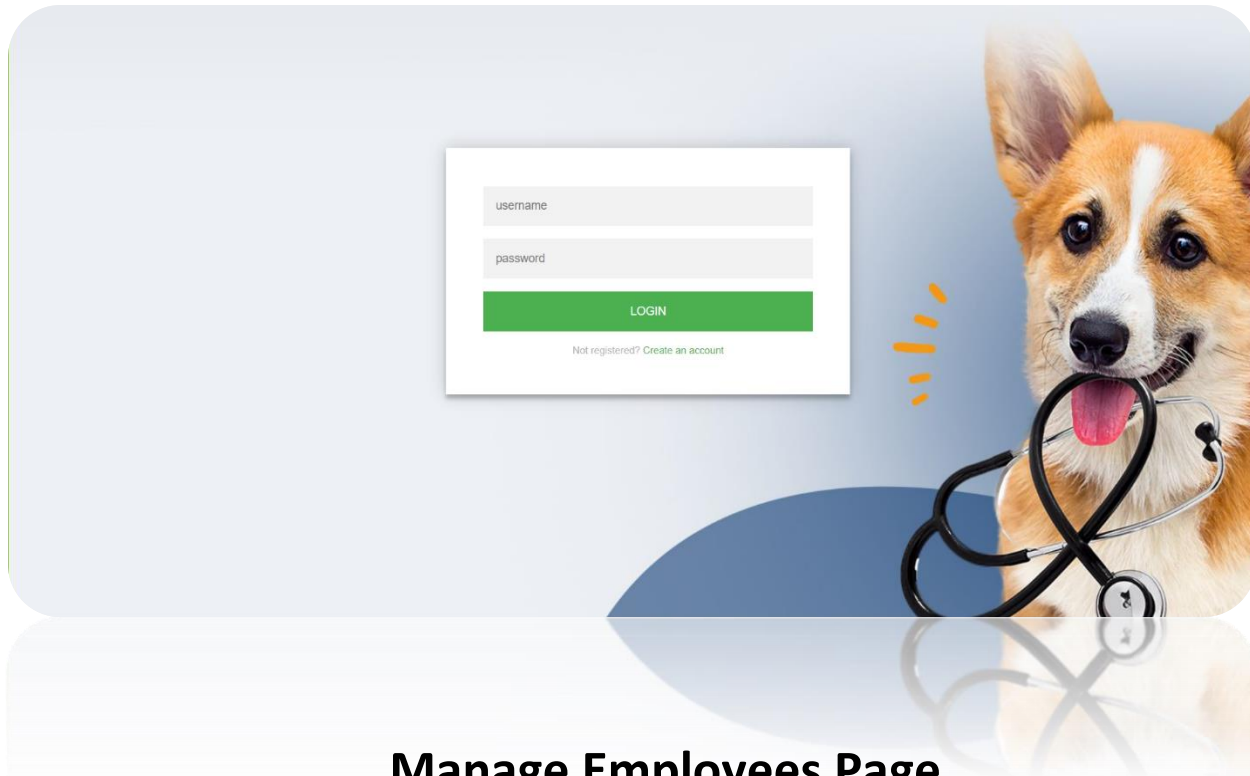 username
password
LOGIN
Not registered? Create an account
Manage Employees Page